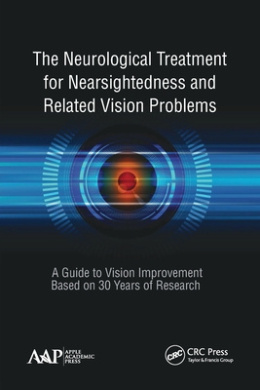 The Neurological Treatment
for Nearsightedness and
Related Vision Problems
A Guide to Vision Improvement
Based on 30 Years of Research
AAP APPLE
ACADEMIC
PRESS
CRC Press
Taylor & Francis Group